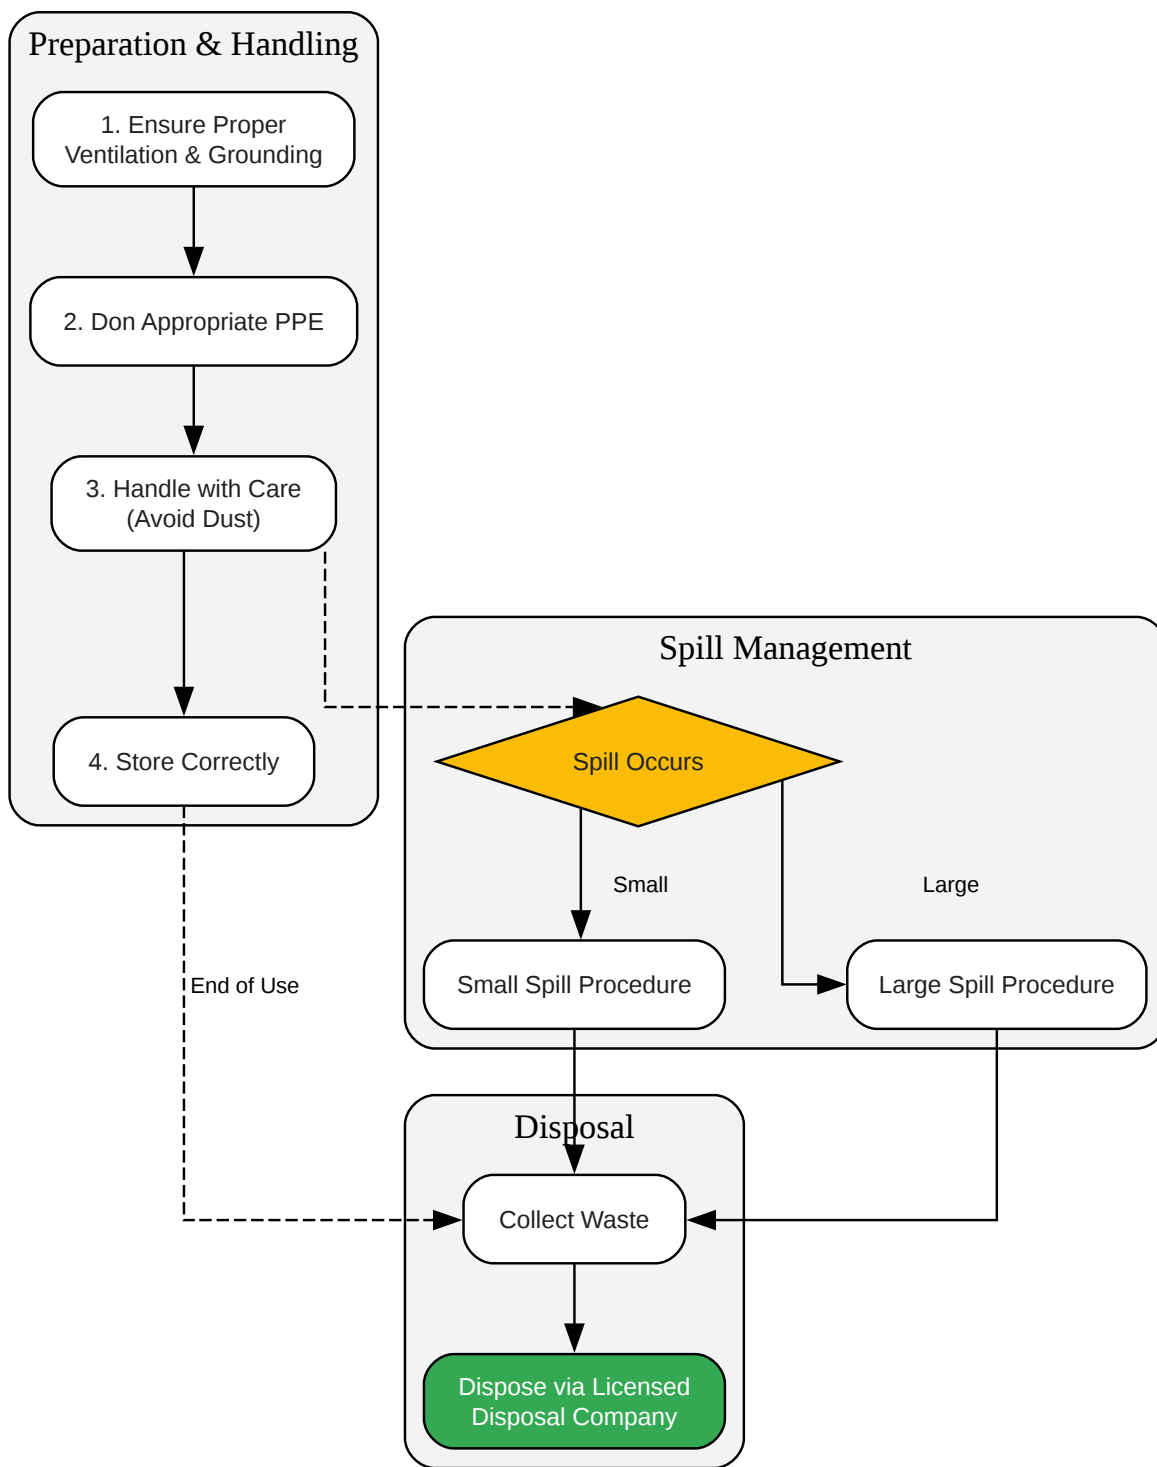 Preparation & Handling
1. Ensure Proper
Ventilation & Grounding
2. Don Appropriate PPE
3. Handle with Care
(Avoid Dust)
4. Store Correctly
Spill Management
Spill Occurs
Small
Large
Small Spill Procedure
Large Spill Procedure
End of Use
Disposal
Collect Waste
Dispose via Licensed
Disposal Company